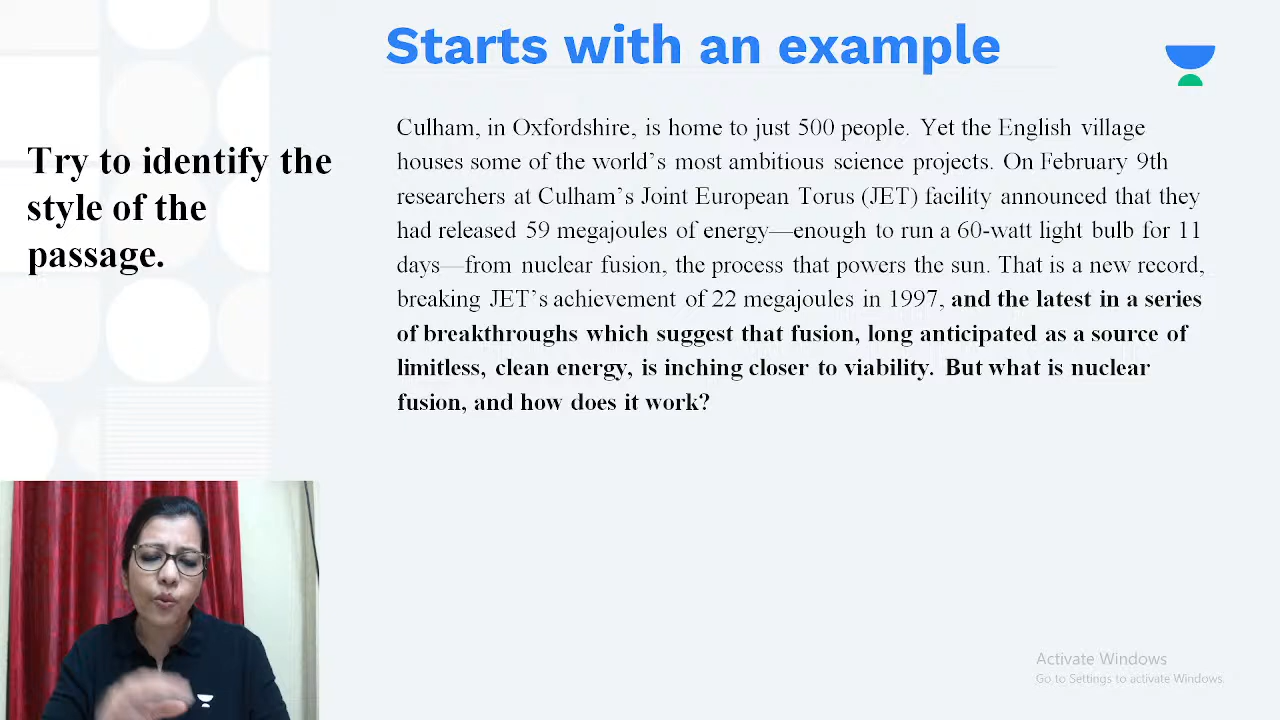 Starts with an example
Try to identify the
style of the
passage.
Culham, in Oxfordshire, is home to just 500 people. Yet the English village
houses some of the world’s most ambitious science projects. On February 9th
researchers at Culham’s Joint European Torus (JET) facility announced that they
had released 59 megajoules of energy—enough to run a 60-watt light bulb for 11
days—from nuclear fusion, the process that powers the sun. That is a new record,
breaking JET’s achievement of 22 megajoules in 1997, and the latest in a series
of breakthroughs which suggest that fusion, long anticipated as a source of
limitless, clean energy, is inching closer to viability. But what is nuclear
fusion, and how does it work?
Activate Windows
Go to Settings to activate Windows.